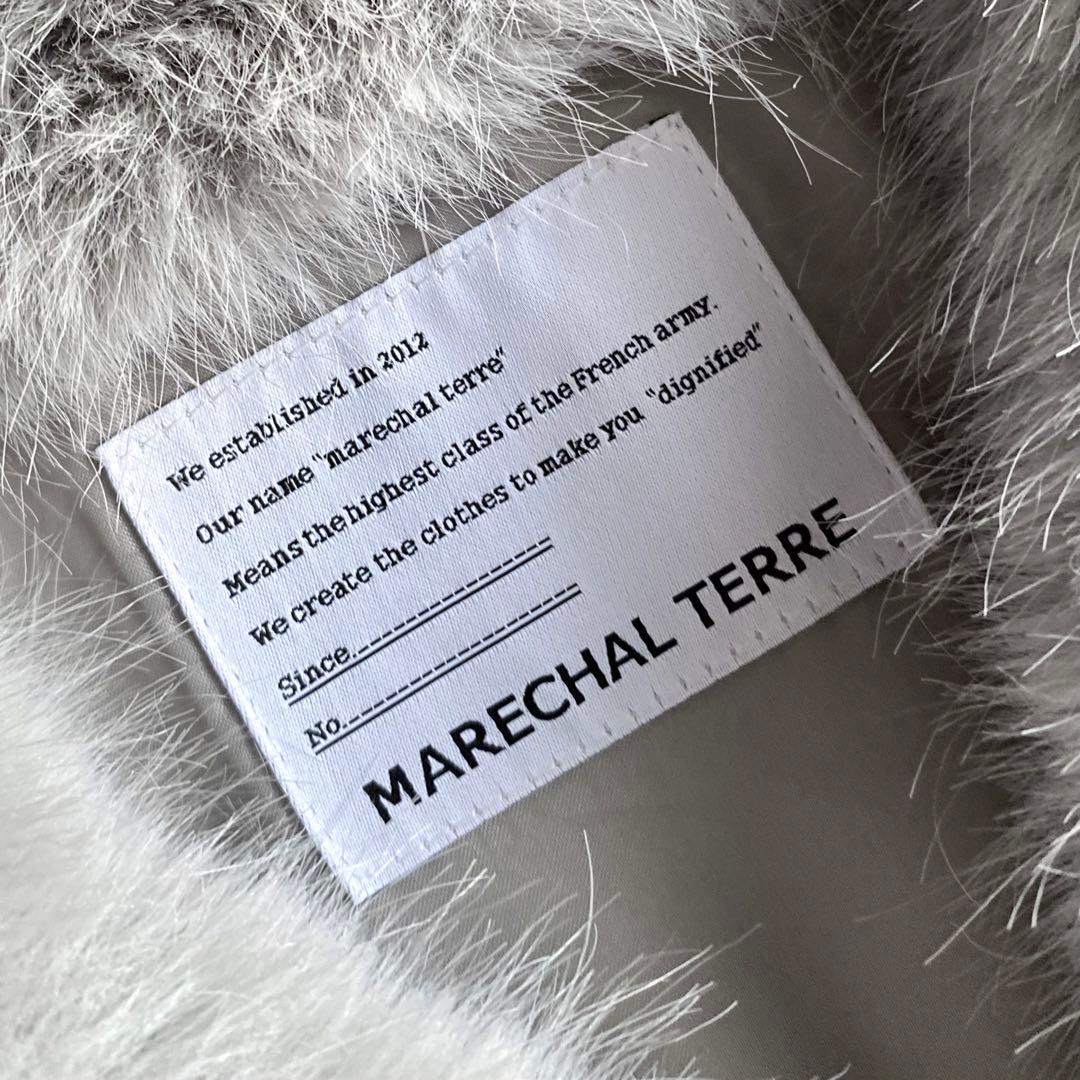 We established in 2012
Our name "marechal terre"
Means the highest class of the French army.
We create the clothes to make you "dignified"
Since.
No.
MARECHAL TERRE